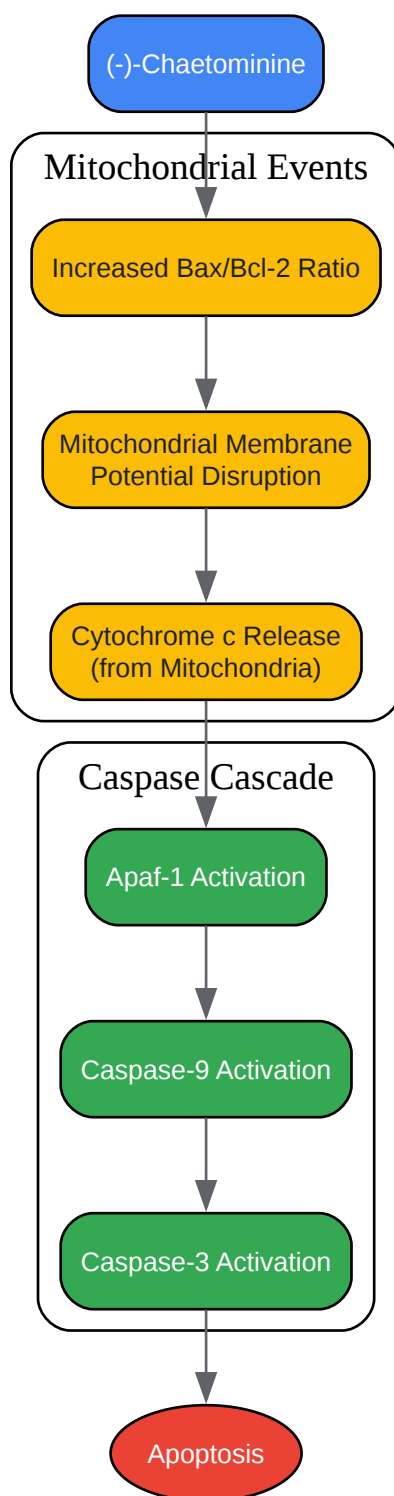 (-)-Chaetominine
Mitochondrial Events
Increased Bax/Bcl-2 Ratio
Mitochondrial Membrane
Potential Disruption
Cytochrome c Release
(from Mitochondria)
Caspase Cascade
Apaf-1 Activation
Caspase-9 Activation
Caspase-3 Activation
Apoptosis